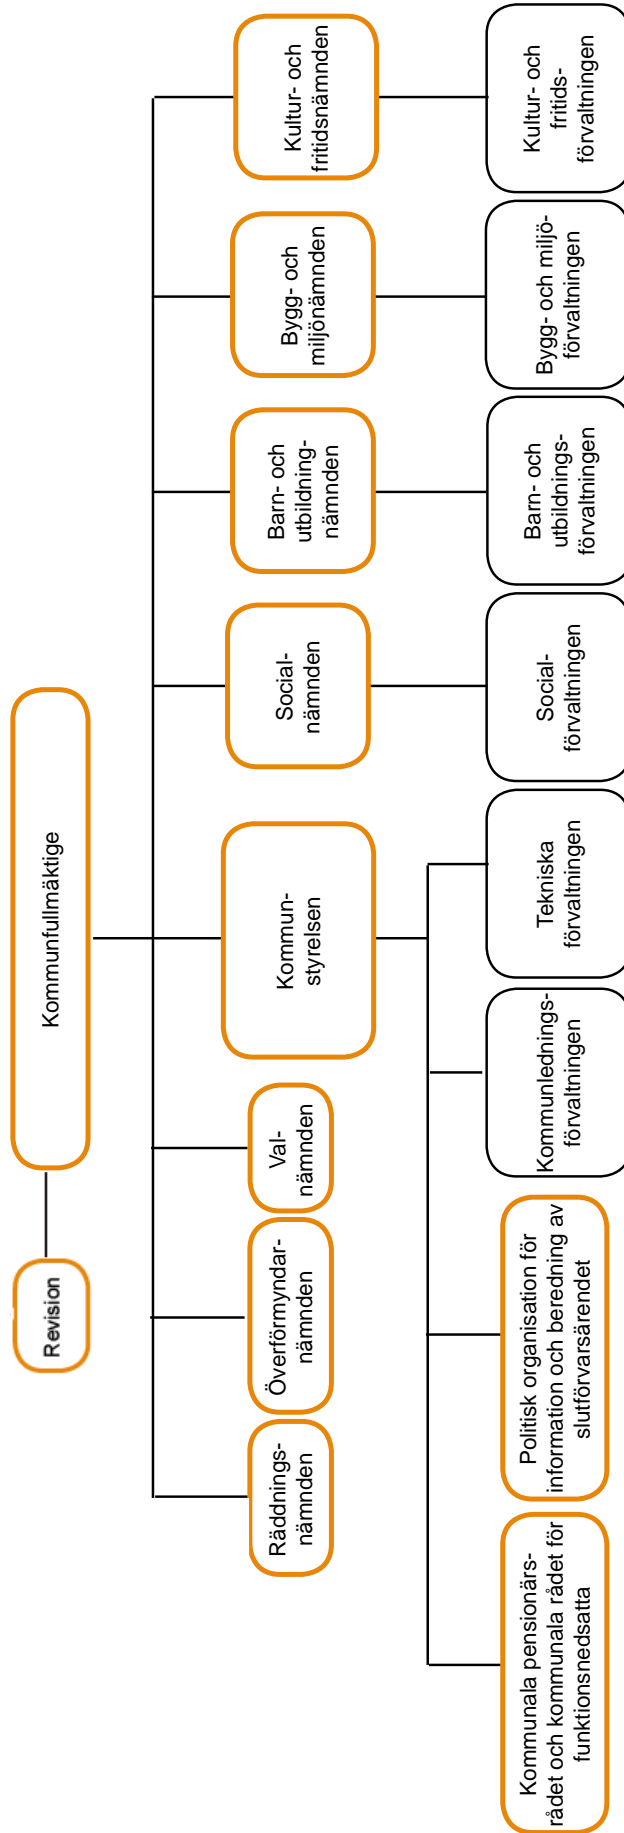 Kommunfullmäktige
Revision
Räddnings-
nämnden
Överförmyndar-
nämnden
Val-
nämnden
Kommun-
styrelsen
Social-
nämnden
Barn- och
utbildning-
nämnden
Bygg- och
miljönämnden
Kultur- och
fritidsnämnden
Kommunala pensionärs-
rådet och kommunala rådet för
funktionsnedsatta
Politisk organisation för
information och beredning av
slutförvarsärendet
Kommunlednings-
förvaltningen
Tekniska
förvaltningen
Social-
förvaltningen
Barn- och
utbildnings-
förvaltningen
Bygg- och miljö-
förvaltningen
Kultur- och
fritids-
förvaltningen